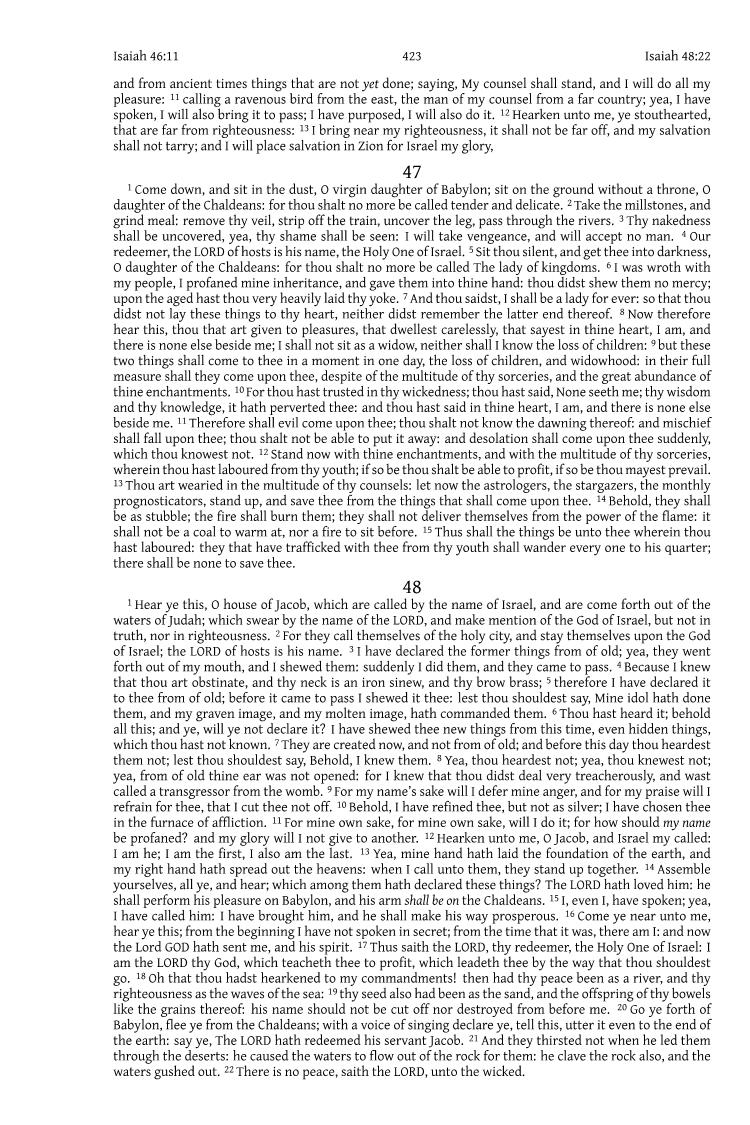 Isaiah 46:11 423 Isaiah 48:22
and from ancient times things that are not yet done; saying, My counsel shall stand, and I will do all my
pleasure: 11 calling a ravenous bird from the east, the man of my counsel from a far country; yea, I have
spoken, I will also bring it to pass; I have purposed, I will also do it. 12 Hearken unto me, ye stouthearted,
that are far from righteousness: 13 I bring near my righteousness, it shall not be far off, and my salvation
shall not tarry; and I will place salvation in Zion for Israel my glory,
47
1 Come down, and sit in the dust, O virgin daughter of Babylon; sit on the ground without a throne, O
daughter of the Chaldeans: for thou shalt no more be called tender and delicate. 2 Take the millstones, and
grind meal: remove thy veil, strip off the train, uncover the leg, pass through the rivers. 3 Thy nakedness
shall be uncovered, yea, thy shame shall be seen: I will take vengeance, and will accept no man. 4 Our
redeemer, the LORD of hosts is his name, the Holy One of Israel. 5 Sit thou silent, and get thee into darkness,
O daughter of the Chaldeans: for thou shalt no more be called The lady of kingdoms. 6 I was wroth with
my people, I profaned mine inheritance, and gave them into thine hand: thou didst shew them no mercy;
upon the aged hast thou very heavily laid thy yoke. 7 And thou saidst, I shall be a lady for ever: so that thou
didst not lay these things to thy heart, neither didst remember the latter end thereof. 8 Now therefore
hear this, thou that art given to pleasures, that dwellest carelessly, that sayest in thine heart, I am, and
there is none else beside me; I shall not sit as a widow, neither shall I know the loss of children: 9 but these
two things shall come to thee in a moment in one day, the loss of children, and widowhood: in their full
measure shall they come upon thee, despite of the multitude of thy sorceries, and the great abundance of
thine enchantments. 10 For thou hast trusted in thy wickedness; thou hast said, None seeth me; thy wisdom
and thy knowledge, it hath perverted thee: and thou hast said in thine heart, I am, and there is none else
beside me. 11 Therefore shall evil come upon thee; thou shalt not know the dawning thereof: and mischief
shall fall upon thee; thou shalt not be able to put it away: and desolation shall come upon thee suddenly,
which thou knowest not. 12 Stand now with thine enchantments, and with the multitude of thy sorceries,
wherein thou hast laboured from thy youth; if so be thou shalt be able to profit, if so be thou mayest prevail.
13 Thou art wearied in the multitude of thy counsels: let now the astrologers, the stargazers, the monthly
prognosticators, stand up, and save thee from the things that shall come upon thee. 14 Behold, they shall
be as stubble; the fire shall burn them; they shall not deliver themselves from the power of the flame: it
shall not be a coal to warm at, nor a fire to sit before. 15 Thus shall the things be unto thee wherein thou
hast laboured: they that have trafficked with thee from thy youth shall wander every one to his quarter;
there shall be none to save thee.
48
1 Hear ye this, O house of Jacob, which are called by the name of Israel, and are come forth out of the
waters of Judah; which swear by the name of the LORD, and make mention of the God of Israel, but not in
truth, nor in righteousness. 2 For they call themselves of the holy city, and stay themselves upon the God
of Israel; the LORD of hosts is his name. 3 I have declared the former things from of old; yea, they went
forth out of my mouth, and I shewed them: suddenly I did them, and they came to pass. 4 Because I knew
that thou art obstinate, and thy neck is an iron sinew, and thy brow brass; 5 therefore I have declared it
to thee from of old; before it came to pass I shewed it thee: lest thou shouldest say, Mine idol hath done
them, and my graven image, and my molten image, hath commanded them. 6 Thou hast heard it; behold
all this; and ye, will ye not declare it? I have shewed thee new things from this time, even hidden things,
which thou hast not known. 7 They are created now, and not from of old; and before this day thou heardest
them not; lest thou shouldest say, Behold, I knew them. 8 Yea, thou heardest not; yea, thou knewest not;
yea, from of old thine ear was not opened: for I knew that thou didst deal very treacherously, and wast
called a transgressor from the womb. 9 For my name's sake will I defer mine anger, and for my praise will I
refrain for thee, that I cut thee not off. 10 Behold, I have refined thee, but not as silver; I have chosen thee
in the furnace of affliction. 11 For mine own sake, for mine own sake, will I do it; for how should my name
be profaned? and my glory will I not give to another. 12 Hearken unto me, O Jacob, and Israel my called:
I am he; I am the first, I also am the last. 13 Yea, mine hand hath laid the foundation of the earth, and
my right hand hath spread out the heavens: when I call unto them, they stand up together. 14 Assemble
yourselves, all ye, and hear; which among them hath declared these things? The LORD hath loved him: he
shall perform his pleasure on Babylon, and his arm shall be on the Chaldeans. 15 I, even I, have spoken; yea,
I have called him: I have brought him, and he shall make his way prosperous. 16 Come ye near unto me,
hear ye this; from the beginning I have not spoken in secret; from the time that it was, there am I: and now
the Lord GOD hath sent me, and his spirit. 17 Thus saith the LORD, thy redeemer, the Holy One of Israel: I
am the LORD thy God, which teacheth thee to profit, which leadeth thee by the way that thou shouldest
go. 18 Oh that thou hadst hearkened to my commandments! then had thy peace been as a river, and thy
righteousness as the waves of the sea: 19 thy seed also had been as the sand, and the offspring of thy bowels
like the grains thereof: his name should not be cut off nor destroyed from before me. 20 Go ye forth of
Babylon, flee ye from the Chaldeans; with a voice of singing declare ye, tell this, utter it even to the end of
the earth: say ye, The LORD hath redeemed his servant Jacob. 21 And they thirsted not when he led them
through the deserts: he caused the waters to flow out of the rock for them: he clave the rock also, and the
waters gushed out. 22 There is no peace, saith the LORD, unto the wicked.